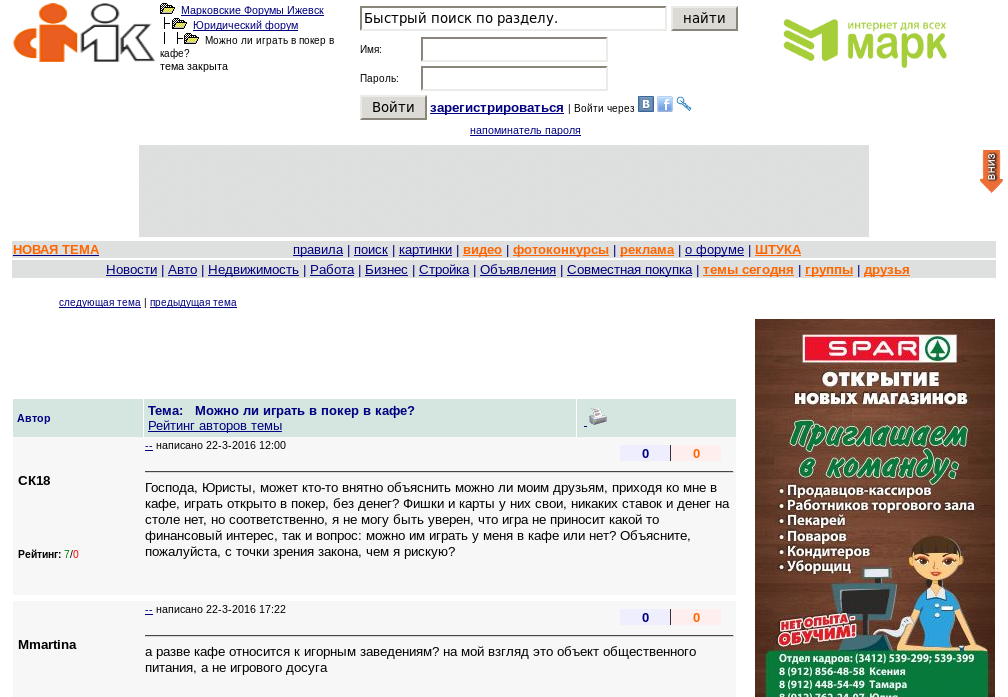 ЭПИК
Марковские Форумы Ижевск
Юридический форум
Можно ли играть в покер в
кафе?
тема закрыта
Быстрый поиск по разделу.
найти
Имя:
Пароль:
Войти зарегистрироваться | Войти через В f
напоминатель пароля
интернет для всех
марк
ВНИЗ
НОВАЯ ТЕМА правила | поиск | картинки | видео | фотоконкурсы | реклама | о форуме | ШТУКА
Новости | Авто | Недвижимость | Работа | Бизнес | Стройка | Объявления | Совместная покупка | темы сегодня | группы | друзья
следующая тема | предыдущая тема
Автор
Тема: Можно ли играть в покер в кафе?
Рейтинг авторов темы
СК18
Рейтинг: 7/0
-- написано 22-3-2016 12:00
0 0
Господа, Юристы, может кто-то внятно объяснить можно ли моим друзьям, приходя ко мне в
кафе, играть открыто в покер, без денег? Фишки и карты у них свои, никаких ставок и денег на
столе нет, но соответственно, я не могу быть уверен, что игра не приносит какой то
финансовый интерес, так и вопрос: можно им играть у меня в кафе или нет? Объясните,
пожалуйста, с точки зрения закона, чем я рискую?
Mmartina
-- написано 22-3-2016 17:22
0 0
а разве кафе относится к игорным заведениям? на мой взгляд это объект общественного
питания, а не игрового досуга
SPAR
ОТКРЫТИЕ
НОВЫХ МАГАЗИНОВ
Приглашаем
в команду:
• Продавцов-кассиров
• Работников торгового зала
• Пекарей
• Поваров
• Кондитеров
• Уборщиц
НЕТ ОПЫТА -
ОБУЧИМ!
Отдел кадров: (3412) 539-299; 539-399
8 (912) 856-48-58 Ксения
8 (912) 448-54-49 Тамара
8 (912) 762-24-07 Юлия